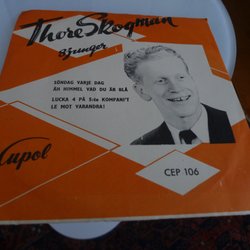 Thore Skogman
sjunger
SÖNDAG VARJE DAG
ÅH HIMMEL VAD DU ÄR BLÅ
LUCKA 4 PÅ 5:te KOMPANI'T
LE MOT VARANDRA!
Cupol
CEP 106